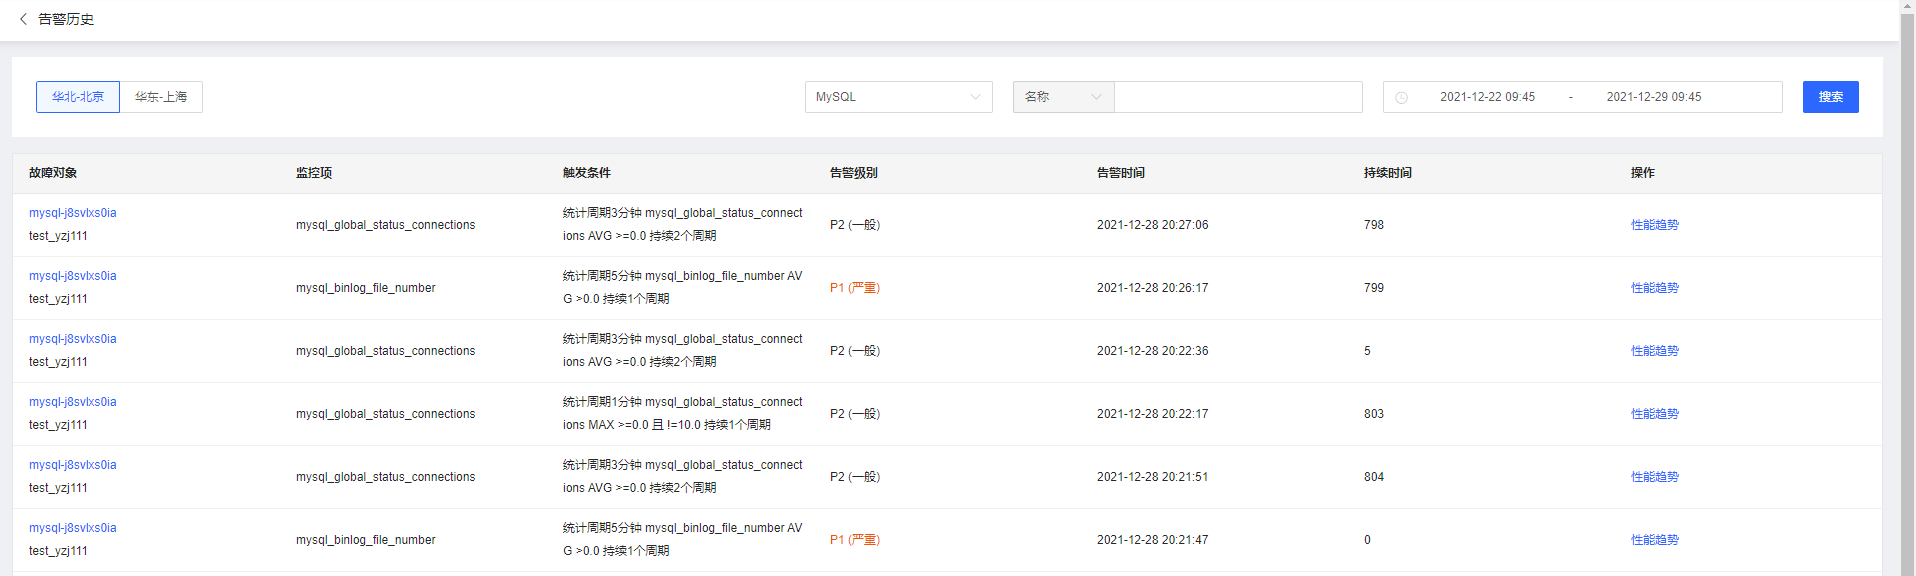 告警历史
华北-北京 华东-上海 MySQL 名称 2021-12-22 09:45 - 2021-12-29 09:45 搜索
故障对象 监控项 触发条件 告警级别 告警时间 持续时间 操作
mysql-j8svlxs0ia
test_yzj111
mysql_global_status_connections
统计周期3分钟 mysql_global_status_connect
ions AVG >=0.0 持续2个周期
P2 (一般) 2021-12-28 20:27:06 798 性能趋势
mysql-j8svlxs0ia
test_yzj111
mysql_binlog_file_number
统计周期5分钟 mysql_binlog_file_number AV
G >0.0 持续1个周期
P1 (严重) 2021-12-28 20:26:17 799 性能趋势
mysql-j8svlxs0ia
test_yzj111
mysql_global_status_connections
统计周期3分钟 mysql_global_status_connect
ions AVG >=0.0 持续2个周期
P2 (一般) 2021-12-28 20:22:36 5 性能趋势
mysql-j8svlxs0ia
test_yzj111
mysql_global_status_connections
统计周期1分钟 mysql_global_status_connect
ions MAX >=0.0 且 !=10.0 持续1个周期
P2 (一般) 2021-12-28 20:22:17 803 性能趋势
mysql-j8svlxs0ia
test_yzj111
mysql_global_status_connections
统计周期3分钟 mysql_global_status_connect
ions AVG >=0.0 持续2个周期
P2 (一般) 2021-12-28 20:21:51 804 性能趋势
mysql-j8svlxs0ia
test_yzj111
mysql_binlog_file_number
统计周期5分钟 mysql_binlog_file_number AV
G >0.0 持续1个周期
P1 (严重) 2021-12-28 20:21:47 0 性能趋势